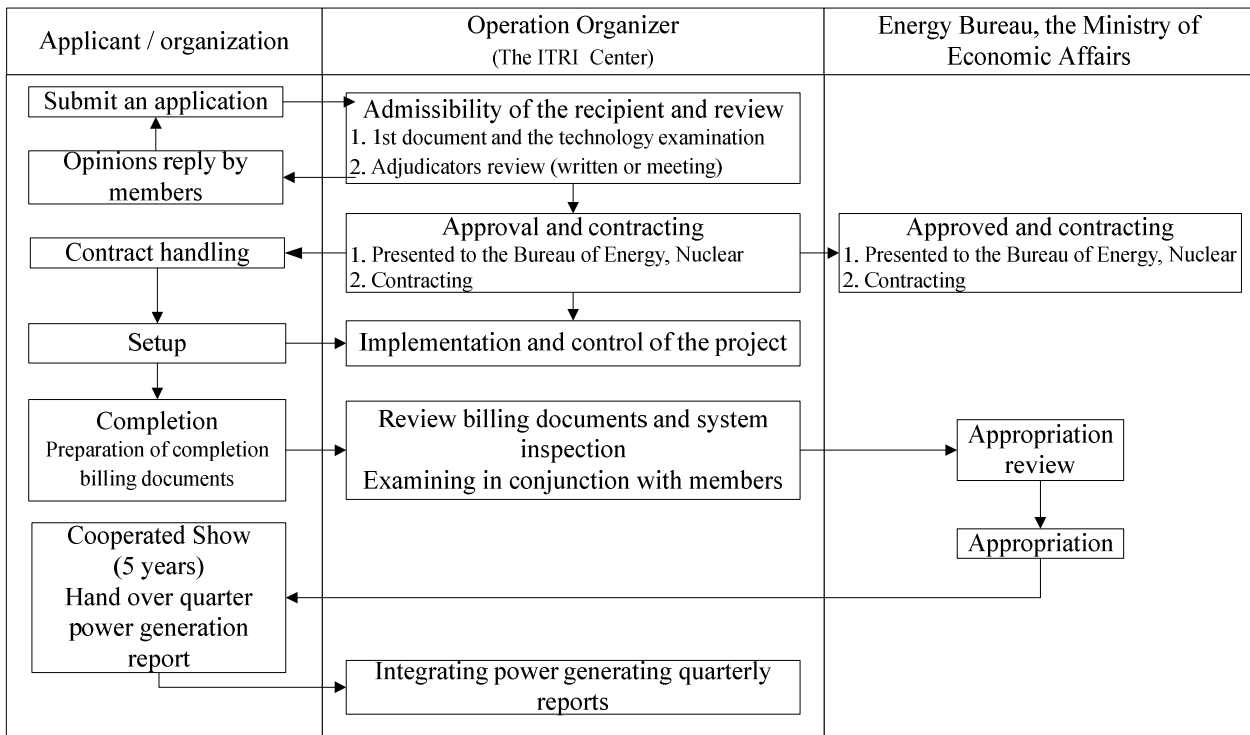 Applicant / organization
Operation Organizer
(The ITRI Center)
Energy Bureau, the Ministry of
Economic Affairs
Submit an application
Admissibility of the recipient and review
1. 1st document and the technology examination
2. Adjudicators review (written or meeting)
Opinions reply by
members
Approval and contracting
1. Presented to the Bureau of Energy, Nuclear
2. Contracting
Approved and contracting
1. Presented to the Bureau of Energy, Nuclear
2. Contracting
Contract handling
Setup
Implementation and control of the project
Completion
Preparation of completion
billing documents
Review billing documents and system
inspection
Examining in conjunction with members
Appropriation
review
Appropriation
Cooperated Show
(5 years)
Hand over quarter
power generation
report
Integrating power generating quarterly
reports